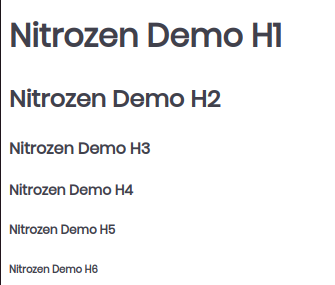 Nitrozen Demo H1
Nitrozen Demo H2
Nitrozen Demo H3
Nitrozen Demo H4
Nitrozen Demo H5
Nitrozen Demo H6